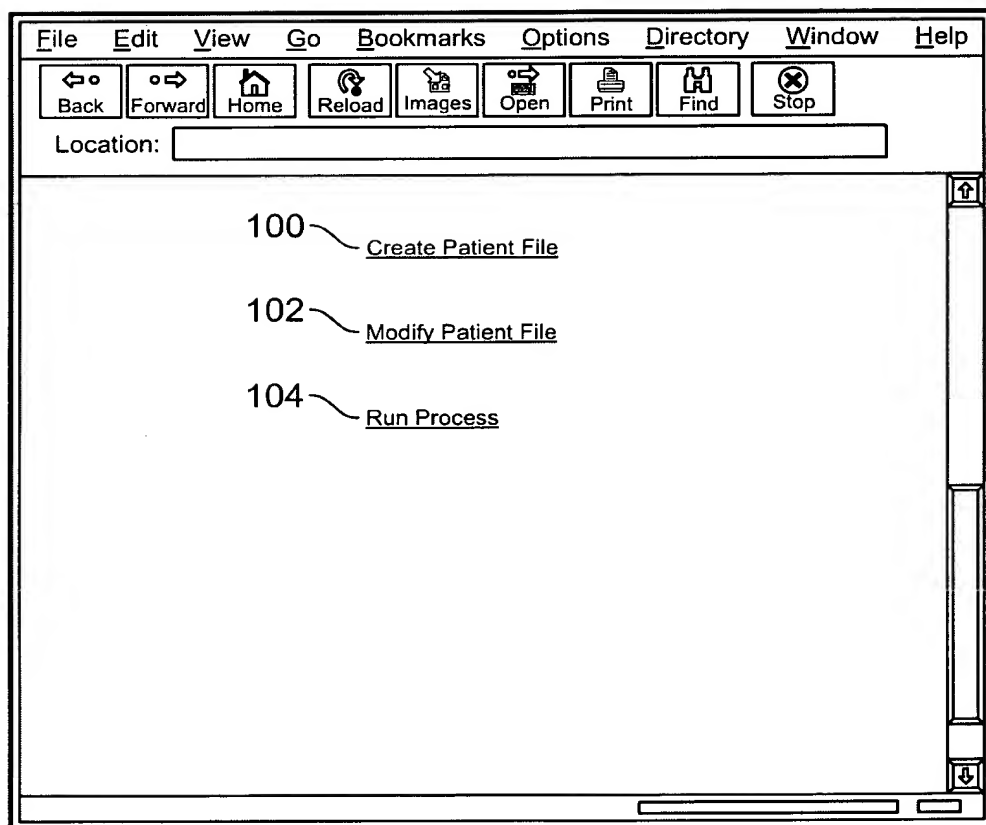 File Edit View Go Bookmarks Options Directory Window Help
Back Forward Home Reload Images Open Print Find Stop
Location:
100 Create Patient File
102 Modify Patient File
104 Run Process